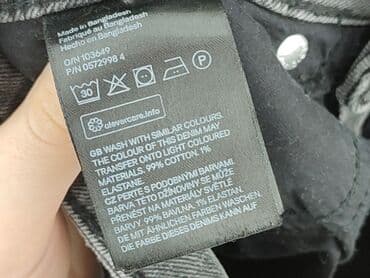 Made in Bangladesh
Fabriqué au Bangladesh
Hecho en Bangladesh
O/N 103649
P/N 0572998 4
30
P
clevercare.info
GB WASH WITH SIMILAR COLOURS.
THE COLOUR OF THIS DENIM MAY
TRANSFER ONTO LIGHT COLOURED
MATERIALS. 99% COTTON, 1%
ELASTANE.
CZ PERTE S PODOBNÝMI BARVAMI.
BARVA TÉTO DŽÍNOVINY SE MŮŽE
PŘENÉST NA MATERIÁLY SVĚTLÉ
BARVY. 99% BAVLNA, 1% ELASTAN.
DE MIT ÄHNLICHEN FARBEN WASCHEN.
DIE FARBE DIESES DENIMS KANN AUF